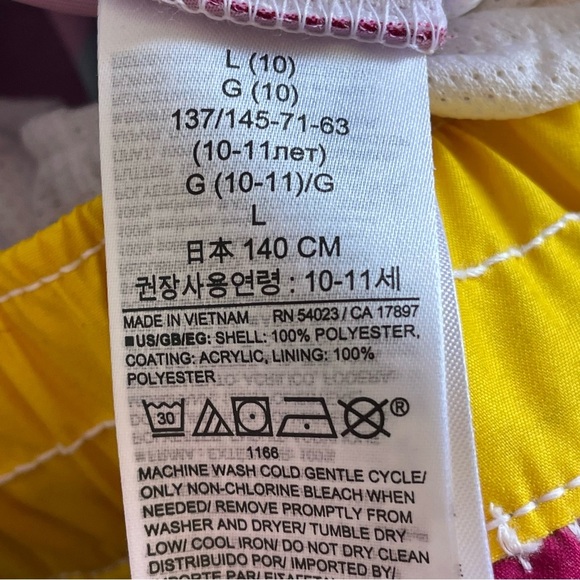 L (10)
G (10)
137/145-71-63
(10-11лет)
G (10-11)/G
L
日本 140 CM
권장사용연령 : 10-11 세
MADE IN VIETNAM RN 54023 / CA 17897
■US/GB/EG: SHELL: 100% POLYESTER,
COATING: ACRYLIC, LINING: 100%
POLYESTER
30 ®
1166
MACHINE WASH COLD GENTLE CYCLE/
ONLY NON-CHLORINE BLEACH WHEN
NEEDED/ REMOVE PROMPTLY FROM
WASHER AND DRYER/ TUMBLE DRY
LOW/ COOL IRON/ DO NOT DRY CLEAN
DISTRIBUIDO POR/ IMPORTED BY/